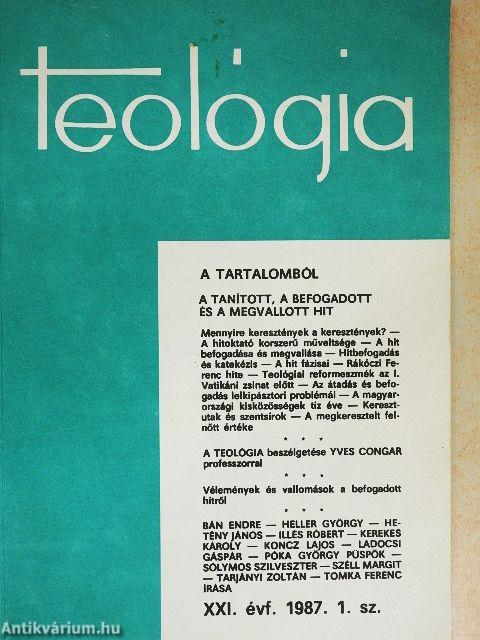 teológia
A TARTALOMBÓL
A TANÍTOTT, A BEFOGADOTT
ÉS A MEGVALLOTT HIT
Mennyire keresztények a keresztények? —
A hitoktató korszerű műveltsége — A hit
befogadása és megvallása — Hitbefogadás
és katekézis — A hit fázisai — Rákóczi Fe-
renc hite — Teológiai reformeszmék az I.
Vatikáni zsinat előtt — Az átadás és befo-
gadás lelkipásztori problémái — A magyar-
országi kisközösségek tíz éve — Kereszt-
utak és szentsírok — A megkeresztelt fel-
nőtt értéke
* * *
A TEOLÓGIA beszélgetése YVES CONGAR
professzorral
* * *
Vélemények és vallomások a befogadott
hitről
* * *
BÁN ENDRE — HELLER GYÖRGY — HE-
TÉNY JÁNOS — ILLÉS RÓBERT — KEREKES
KÁROLY — KONCZ LAJOS — LADOCSI
GÁSPÁR — PÓKA GYÖRGY PÜSPÖK —
SÓLYMOS SZILVESZTER — SZÉLL MARGIT
— TARJÁNYI ZOLTÁN — TOMKA FERENC
ÍRÁSA
XXI. évf. 1987. 1. sz.
Antikvárium.hu